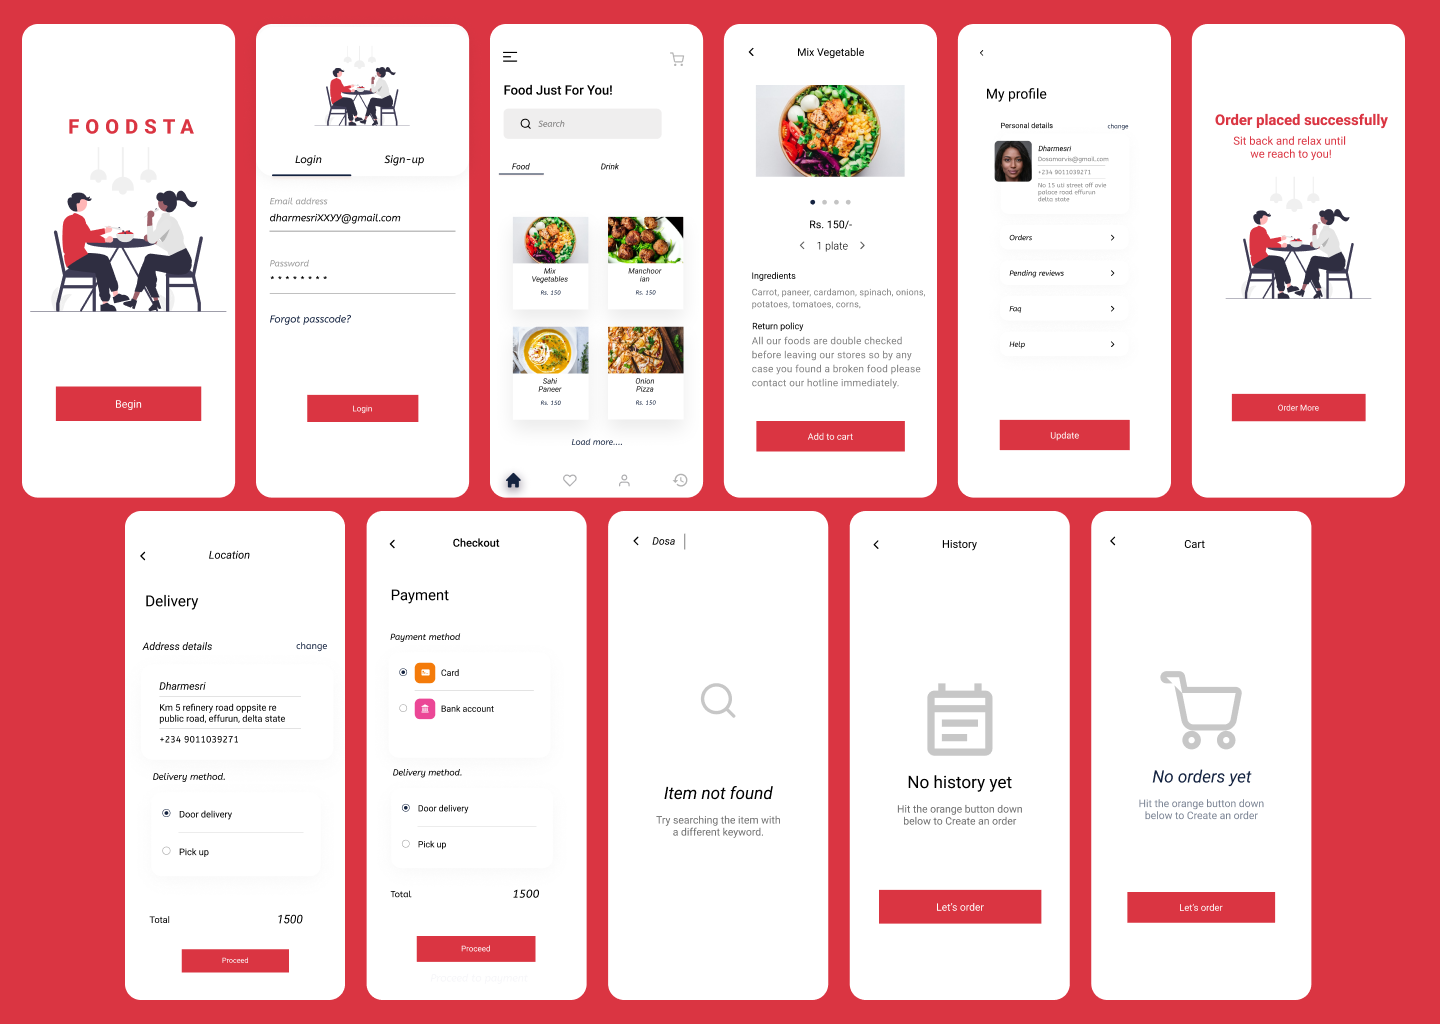 FOODSTA
Begin
Login
Sign-up
Email address
dharmesriXXYY@gmail.com
Password
* * * * * * * *
Forgot passcode?
Login
Food Just For You!
Search
Food
Drink
Mix
Vegetables
Rs. 150
Manchoor
ian
Rs. 150
Sahi
Paneer
Rs. 150
Onion
Pizza
Rs. 150
Load more....
Mix Vegetable
Rs. 150/-
1 plate
Ingredients
Carrot, paneer, cardamon, spinach, onions,
potatoes, tomatoes, corns,
Return policy
All our foods are double checked
before leaving our stores so by any
case you found a broken food please
contact our hotline immediately.
Add to cart
My profile
Personal details
change
Dharmesri
Dosamarvis@gmail.com
+234 9011039271
No 15 uti street off ovie
palace road effurun
delta state
Orders
Pending reviews
Faq
Help
Update
Order placed successfully
Sit back and relax until
we reach to you!
Order More
Location
Delivery
Address details
change
Dharmesri
Km 5 refinery road oppsite re
public road, effurun, delta state
+234 9011039271
Delivery method.
Door delivery
Pick up
Total
1500
Proceed
Checkout
Payment
Payment method
Card
Bank account
Delivery method.
Door delivery
Pick up
Total
1500
Proceed
Proceed to payment
Dosa
Item not found
Try searching the item with
a different keyword.
History
No history yet
Hit the orange button down
below to Create an order
Let's order
Cart
No orders yet
Hit the orange button down
below to Create an order
Let's order